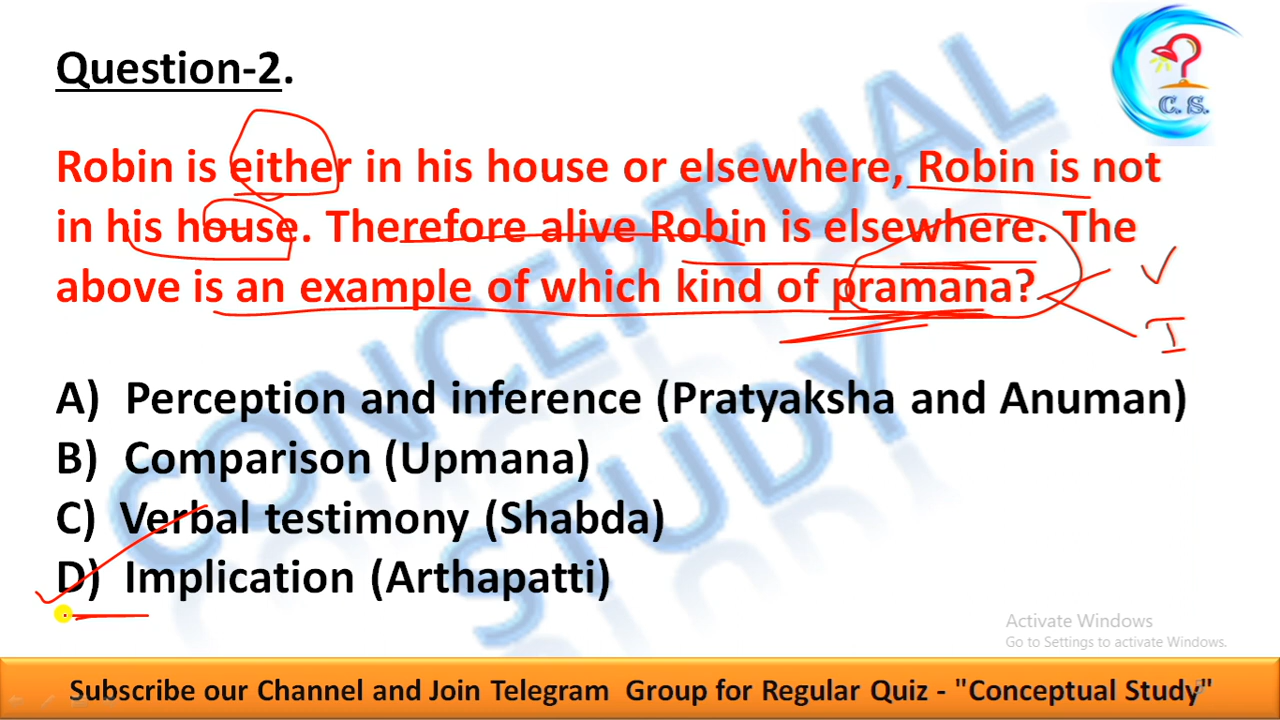 Question-2.
C. S.
Robin is either in his house or elsewhere, Robin is not
in his house. Therefore alive Robin is elsewhere. The
above is an example of which kind of pramana?
I
A) Perception and inference (Pratyaksha and Anuman)
B) Comparison (Upmana)
C) Verbal testimony (Shabda)
D) Implication (Arthapatti)
CONCEPTUAL
STUDY
Activate Windows
Go to Settings to activate Windows.
Subscribe our Channel and Join Telegram Group for Regular Quiz - "Conceptual Study"